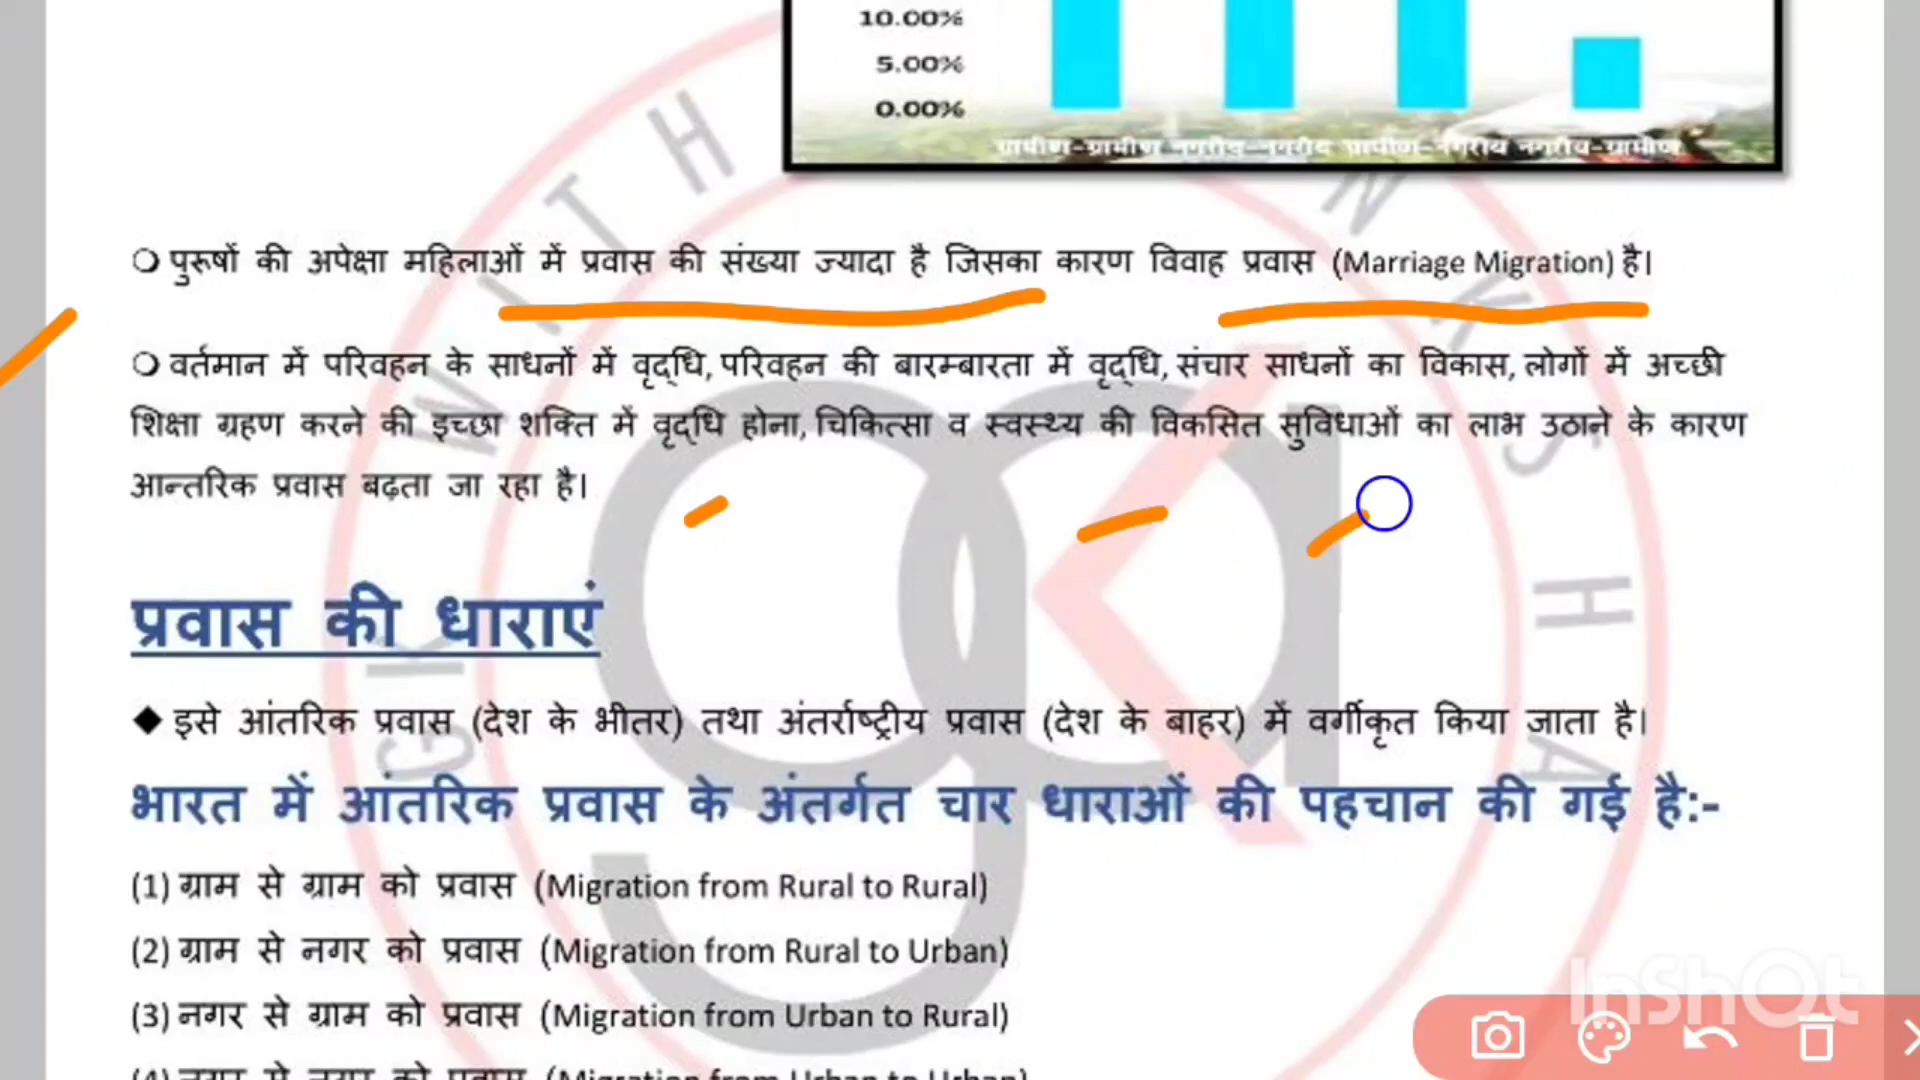 10.00%
5.00%
0.00%
ग्रामीण-ग्रामीण नगरीय-नगरीय ग्रामीण-नगरीय नगरीय-ग्रामीण
पुरूषों की अपेक्षा महिलाओं में प्रवास की संख्या ज्यादा है जिसका कारण विवाह प्रवास (Marriage Migration) है।
वर्तमान में परिवहन के साधनों में वृद्धि, परिवहन की बारम्बारता में वृद्धि, संचार साधनों का विकास, लोगों में अच्छी
शिक्षा ग्रहण करने की इच्छा शक्ति में वृद्धि होना, चिकित्सा व स्वस्थ्य की विकसित सुविधाओं का लाभ उठाने के कारण
आन्तरिक प्रवास बढ़ता जा रहा है।
प्रवास की धाराएं
◆ इसे आंतरिक प्रवास (देश के भीतर) तथा अंतर्राष्ट्रीय प्रवास (देश के बाहर) में वर्गीकृत किया जाता है।
भारत में आंतरिक प्रवास के अंतर्गत चार धाराओं की पहचान की गई है:-
(1) ग्राम से ग्राम को प्रवास (Migration from Rural to Rural)
(2) ग्राम से नगर को प्रवास (Migration from Rural to Urban)
(3) नगर से ग्राम को प्रवास (Migration from Urban to Rural)
(4) नगर से नगर को प्रवास (Migration from Urban to Urban)
GK WITH
NKSHA
InShOt